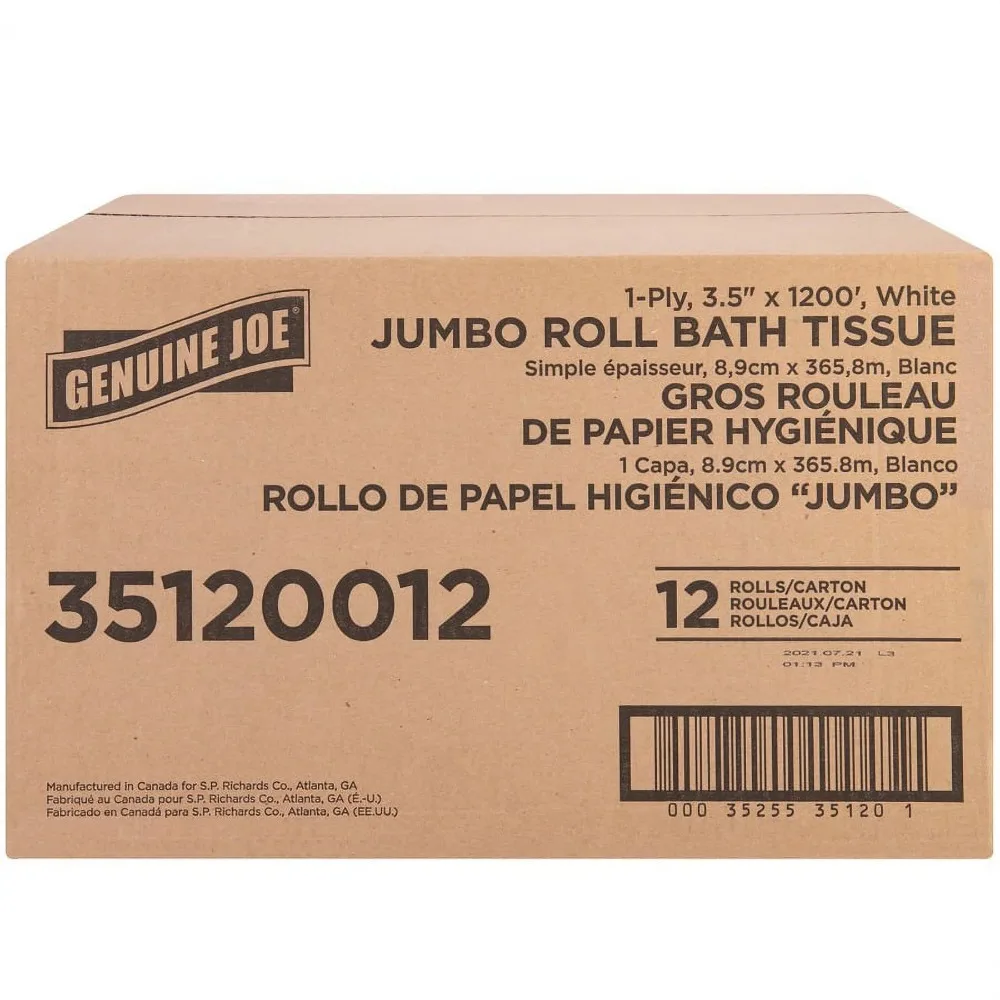 GENUINE JOE®
1-Ply, 3.5" x 1200', White
JUMBO ROLL BATH TISSUE
Simple épaisseur, 8,9cm x 365,8m, Blanc
GROS ROULEAU
DE PAPIER HYGIÉNIQUE
1 Capa, 8.9cm x 365.8m, Blanco
ROLLO DE PAPEL HIGIÉNICO “JUMBO”
35120012
12
ROLLS/CARTON
ROULEAUX/CARTON
ROLLOS/CAJA
2021.07.21 L3
01:13 PM
Manufactured in Canada for S.P. Richards Co., Atlanta, GA
Fabriqué au Canada pour S.P. Richards Co., Atlanta, GA (É.-U.)
Fabricado en Canadá para S.P. Richards Co., Atlanta, GA (EE.UU.)
000 35255 35120 1